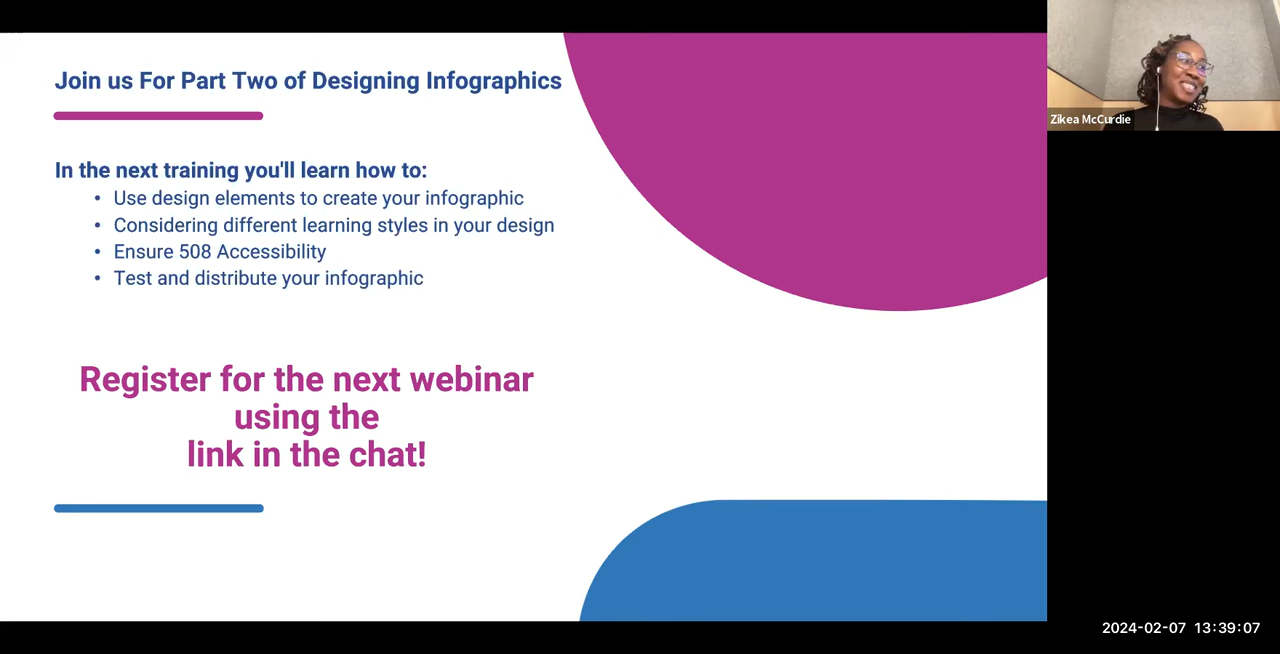 Join us For Part Two of Designing Infographics
In the next training you'll learn how to:
• Use design elements to create your infographic
• Considering different learning styles in your design
• Ensure 508 Accessibility
• Test and distribute your infographic
Register for the next webinar
using the
link in the chat!
Zikea McCurdie
2024-02-07 13:39:07